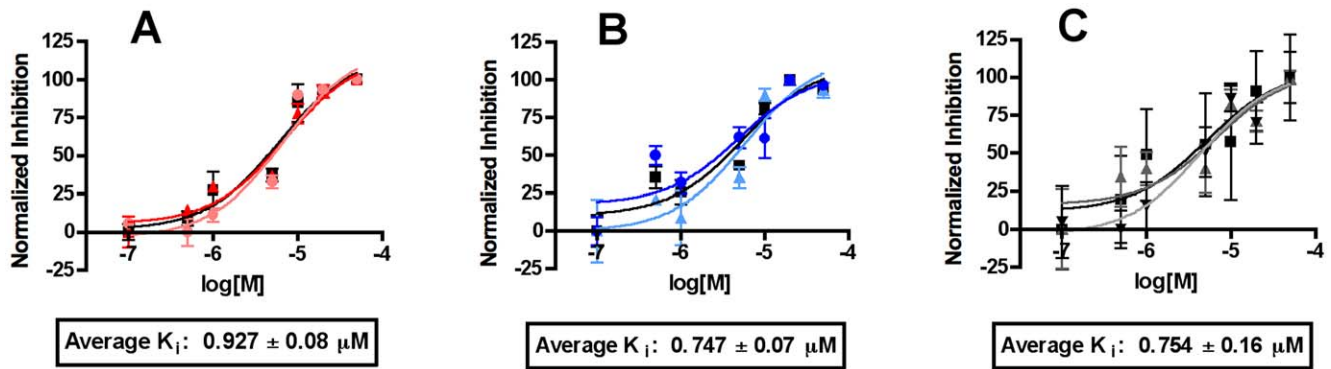 A
Normalized Inhibition
125
100
75
50
25
0
-25
-7
-6
-5
-4
log[M]
Average Ki: 0.927 ± 0.08 μM
B
Normalized Inhibition
125
100
75
50
25
0
-25
-7
-6
-5
-4
log[M]
Average Ki: 0.747 ± 0.07 μM
C
Normalized Inhibition
125
100
75
50
25
0
-25
-7
-6
-5
-4
log[M]
Average Ki: 0.754 ± 0.16 μM